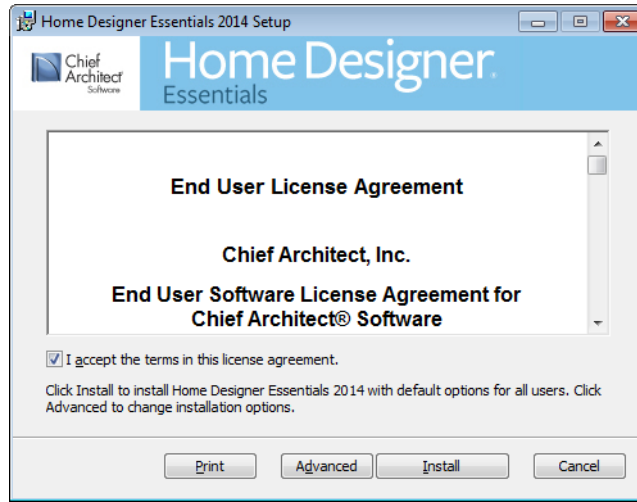 Home Designer Essentials 2014 Setup
Chief
Architect
Software
Home Designer®
Essentials
End User License Agreement
Chief Architect, Inc.
End User Software License Agreement for
Chief Architect® Software
I accept the terms in this license agreement.
Click Install to install Home Designer Essentials 2014 with default options for all users. Click
Advanced to change installation options.
Print
Advanced
Install
Cancel